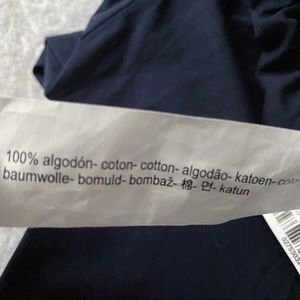 100% algodón- coton- cotton- algodão- katoen-
baumwolle- bomuld- bombaž- 棉- 면- katun